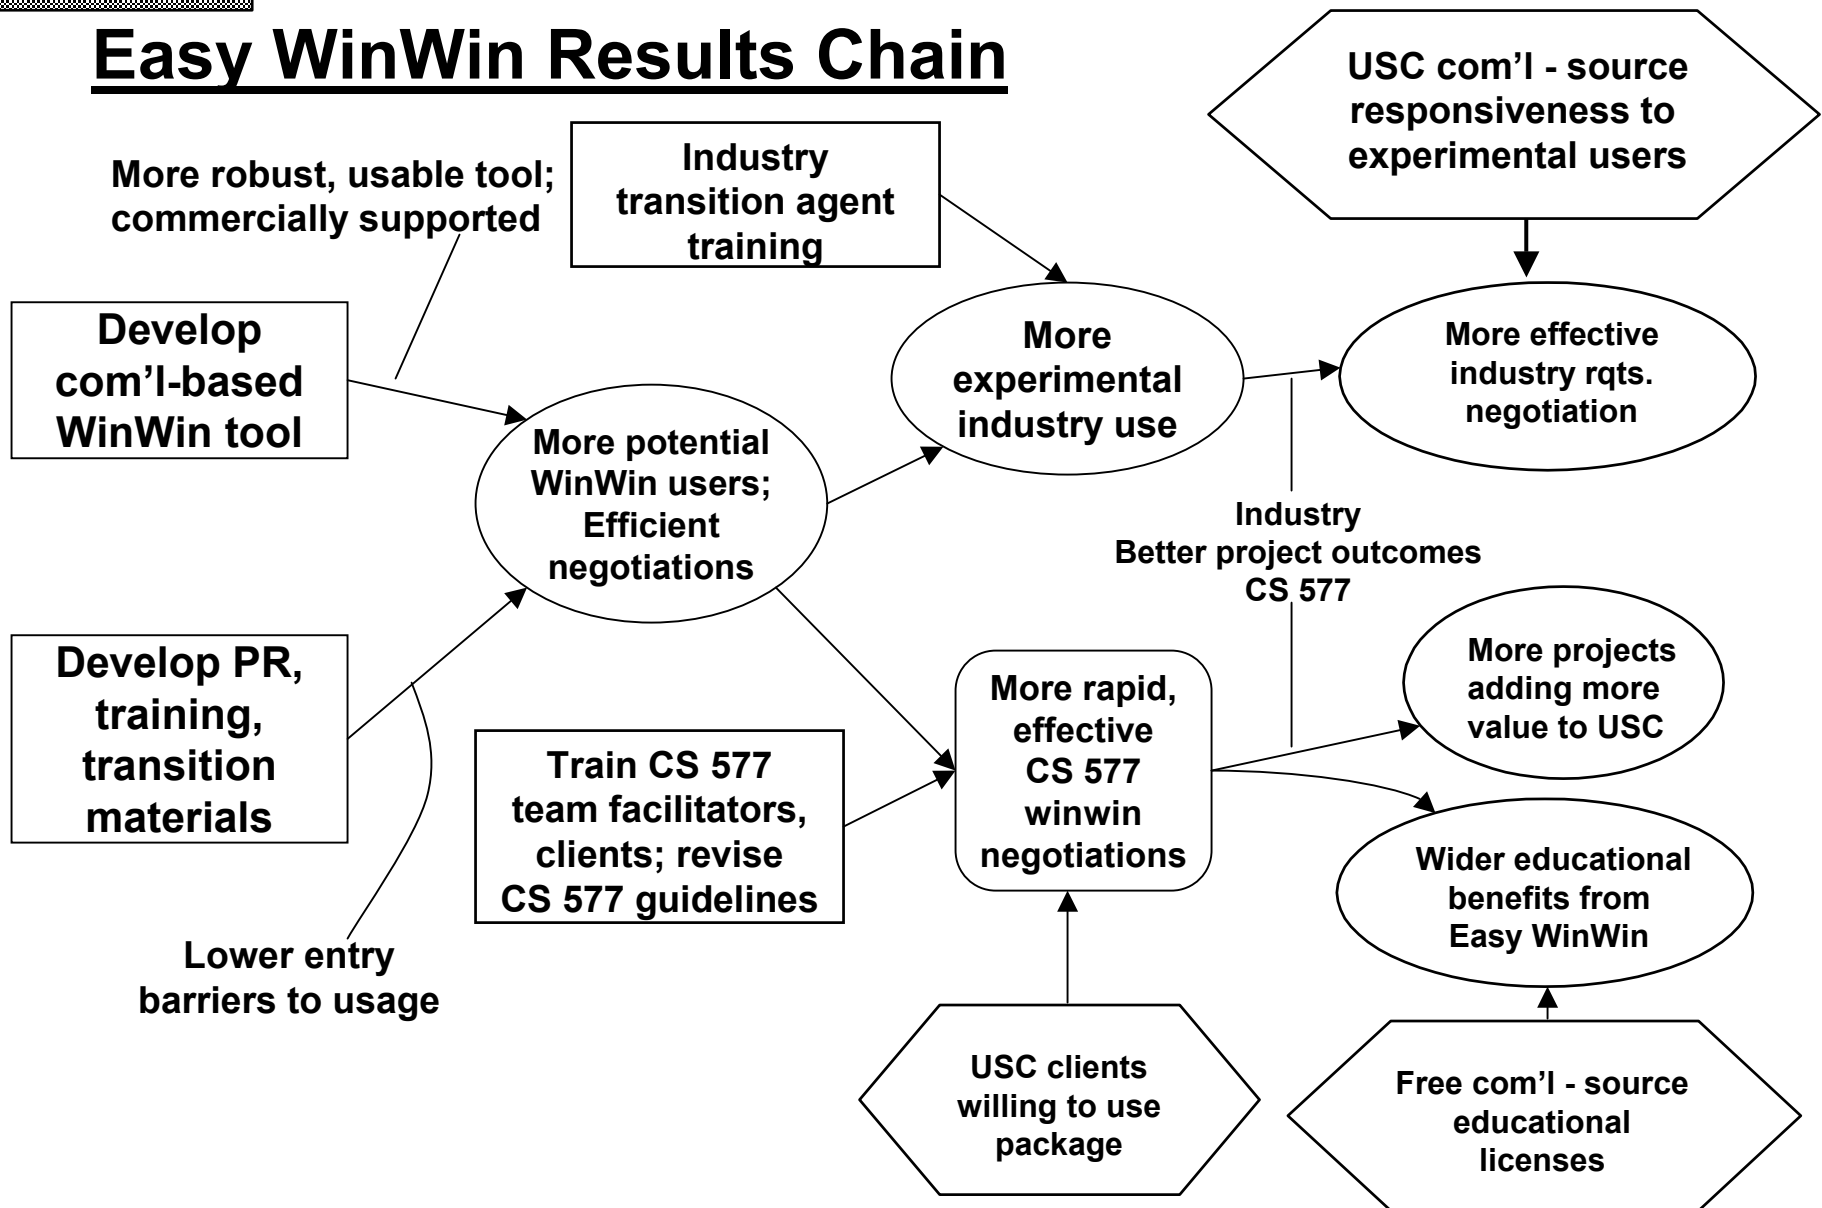 Easy WinWin Results Chain
USC com’l - source
responsiveness to
experimental users
More robust, usable tool;
commercially supported
Industry
transition agent
training
Develop
com’l-based
WinWin tool
More potential
WinWin users;
Efficient
negotiations
More
experimental
industry use
More effective
industry rqts.
negotiation
Industry
Better project outcomes
CS 577
Develop PR,
training,
transition
materials
Train CS 577
team facilitators,
clients; revise
CS 577 guidelines
More rapid,
effective
CS 577
winwin
negotiations
More projects
adding more
value to USC
Wider educational
benefits from
Easy WinWin
Lower entry
barriers to usage
USC clients
willing to use
package
Free com’l - source
educational
licenses